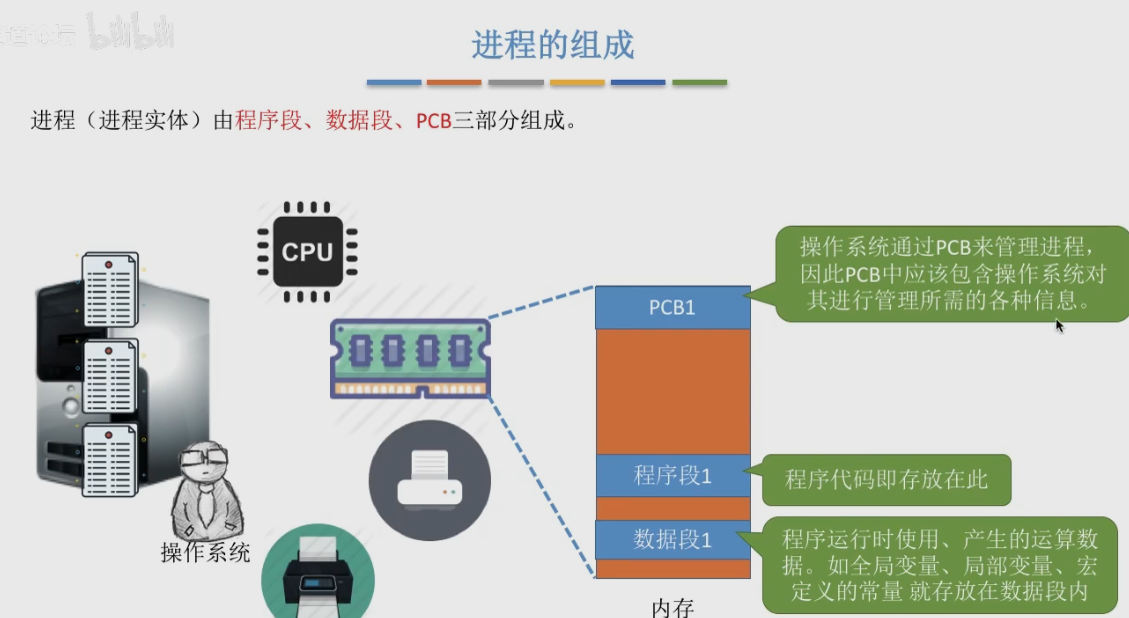 bilibili
进程的组成
进程（进程实体）由程序段、数据段、PCB三部分组成。
CPU
操作系统通过PCB来管理进程，
因此PCB中应该包含操作系统对
其进行管理所需的各种信息。
PCB1
程序段1
程序代码即存放在此
数据段1
程序运行时使用、产生的运算数
据。如全局变量、局部变量、宏
定义的常量 就存放在数据段内
操作系统
内存